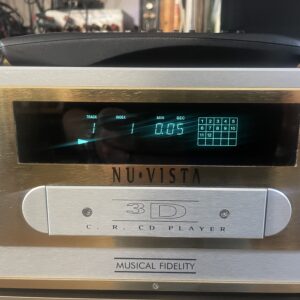 TRACK INDEX MIN SEC
1 1 0.05
1 2 3 4 5
6 7 8 9 10
11 12
NU·VISTA
3D
C. R. CD PLAYER
MUSICAL FIDELITY